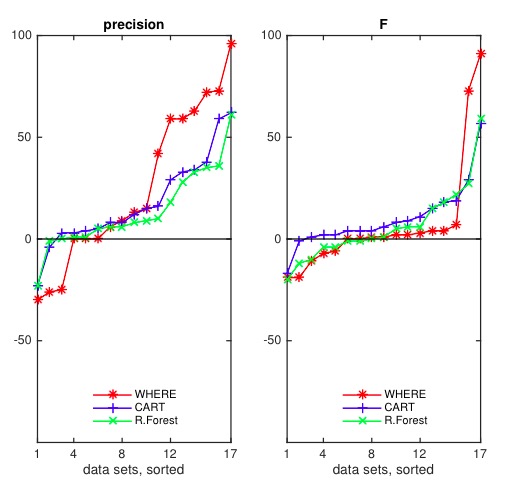 precision
100
50
0
-50
WHERE
CART
R.Forest
1 4 8 12 17
data sets, sorted
F
100
50
0
-50
WHERE
CART
R.Forest
1 4 8 12 17
data sets, sorted